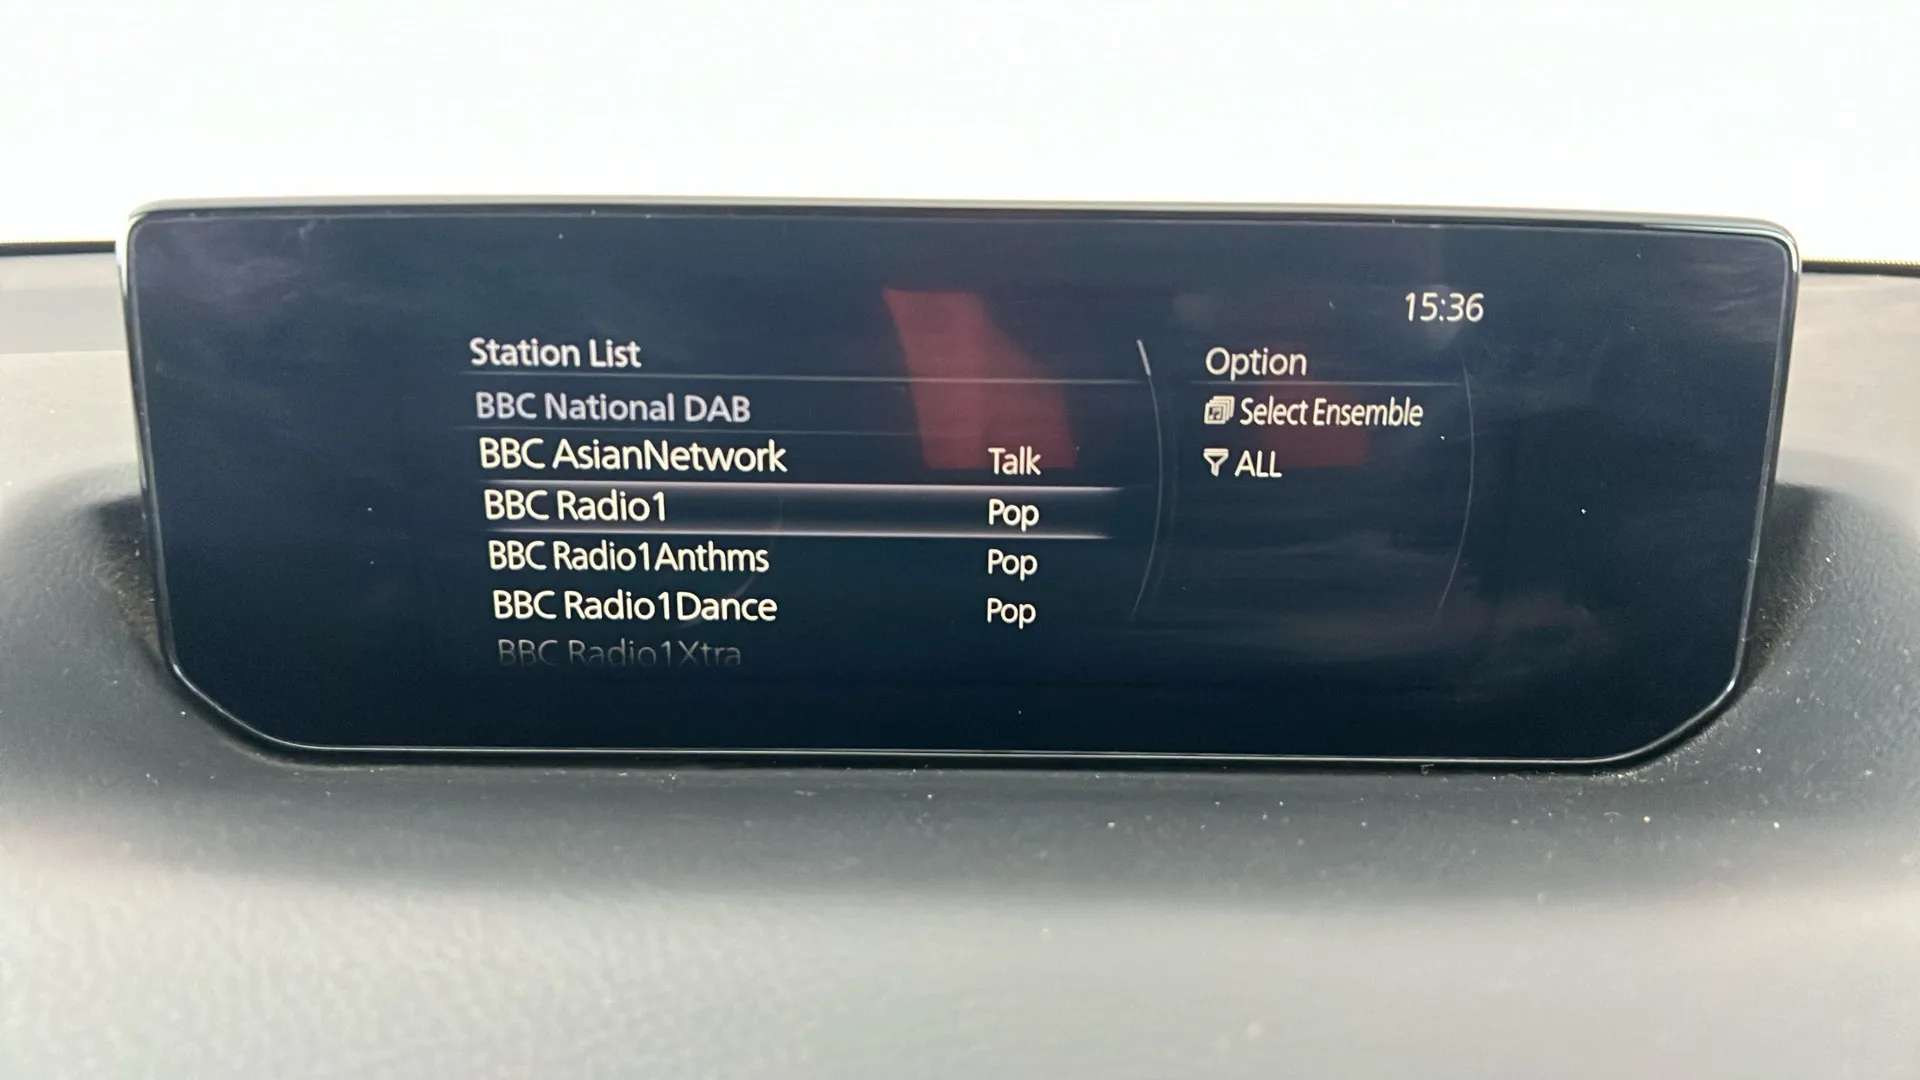 15:36
Station List
BBC National DAB
BBC AsianNetwork Talk
BBC Radio1 Pop
BBC Radio1Anthms Pop
BBC Radio1Dance Pop
BBC Radio1Xtra
Option
Select Ensemble
ALL